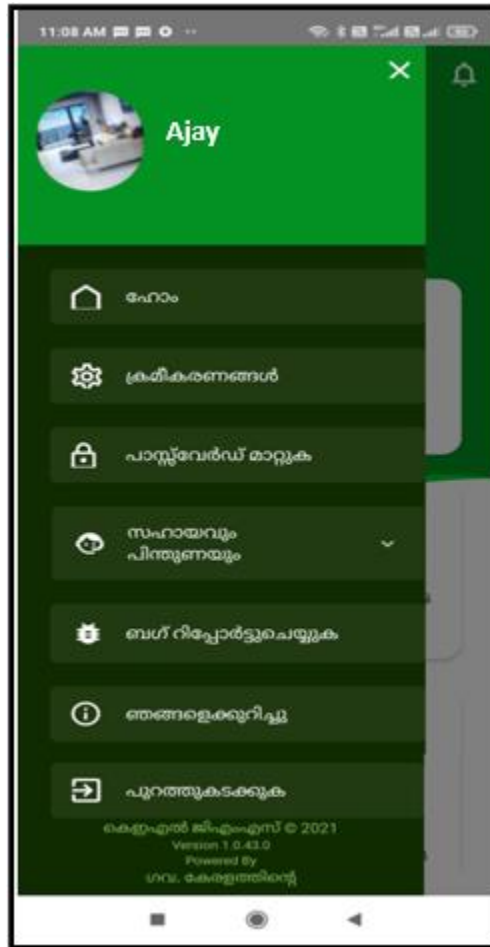 11:08 AM
Ajay
ഹോം
ക്രമീകരണങ്ങൾ
പാസ്സ്‌വേർഡ് മാറ്റുക
സഹായവും
പിന്തുണയും
ബഗ് റിപ്പോർട്ടുചെയ്യുക
ഞങ്ങളെക്കുറിച്ചു
പുറത്തുകടക്കുക
കെഇഎൽ ജിഎംഎസ് © 2021
Version 1.0.43.0
Powered By
ഗവ. കേരളത്തിന്റെ